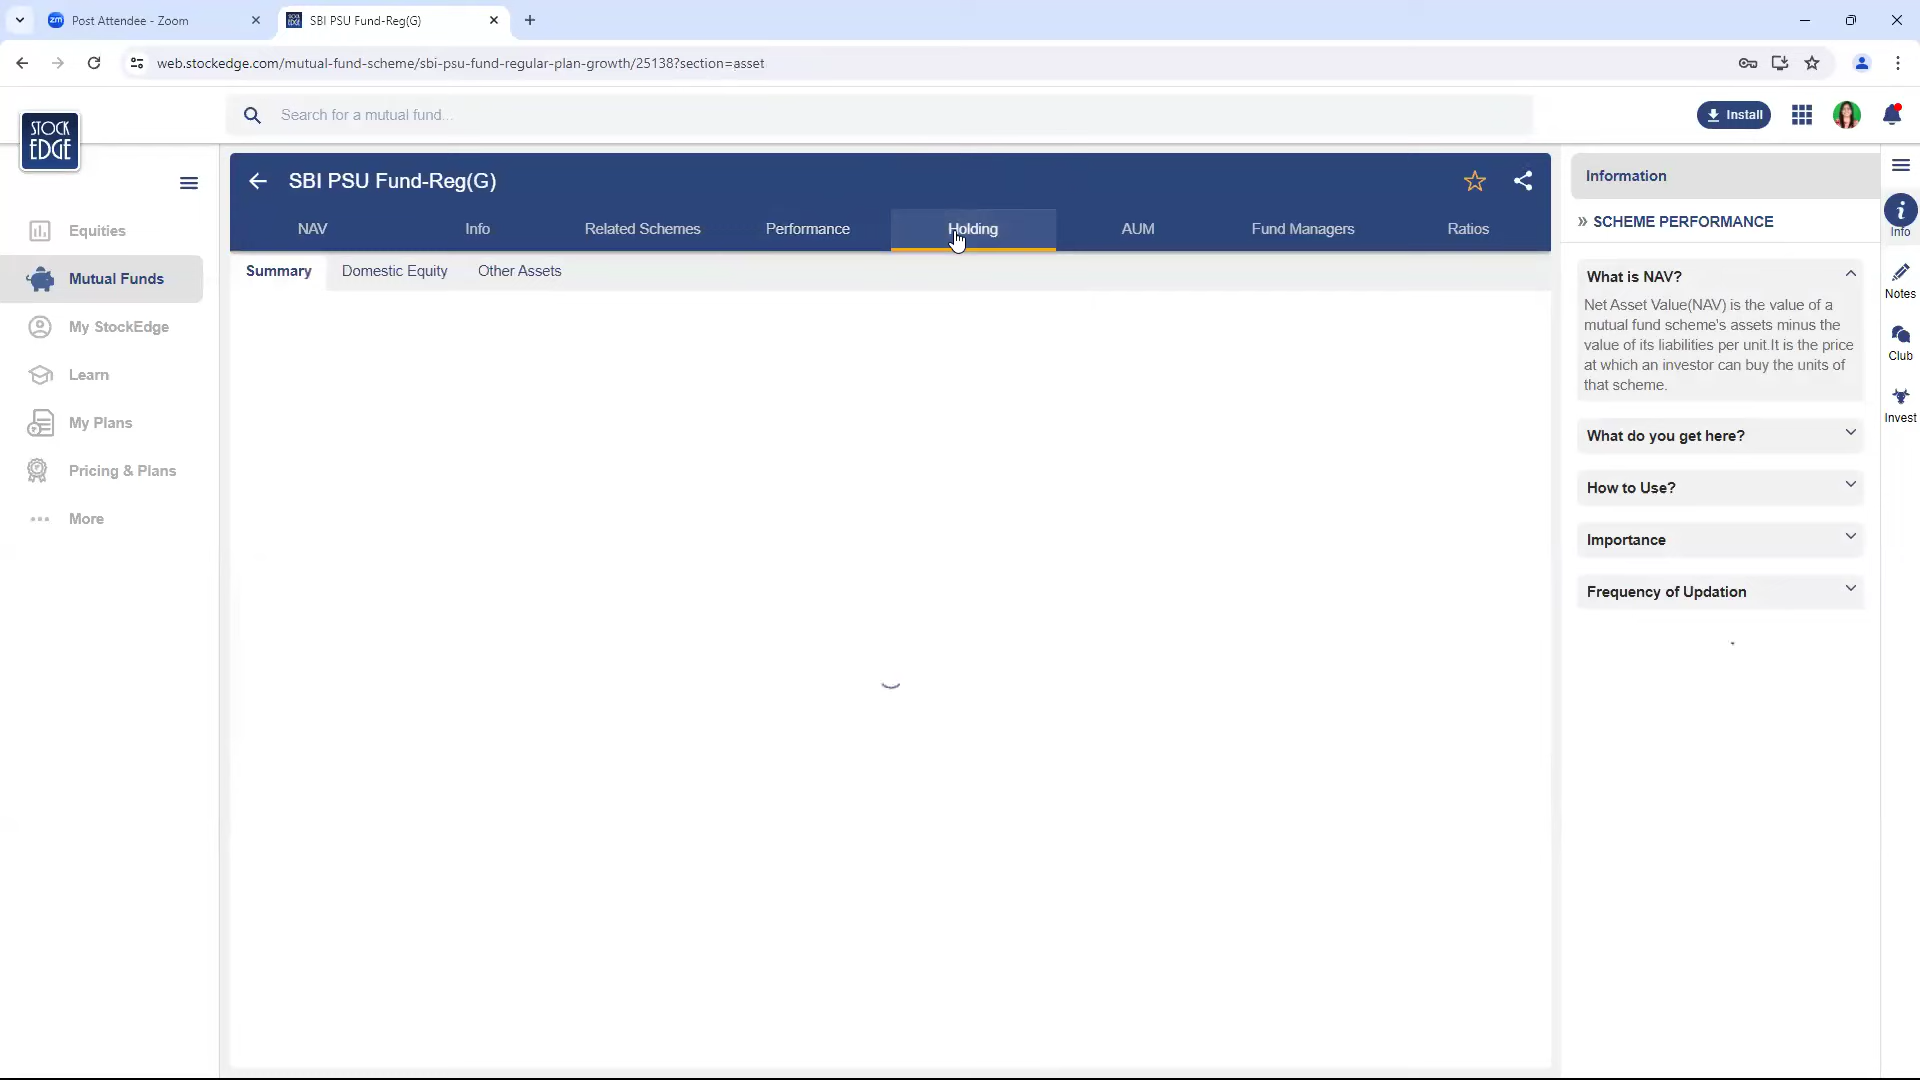 Post Attendee - Zoom
SBI PSU Fund-Reg(G)
web.stockedge.com/mutual-fund-scheme/sbi-psu-fund-regular-plan-growth/25138?section=asset
STOCK
EDGE
Search for a mutual fund...
Install
SBI PSU Fund-Reg(G)
NAV
Info
Related Schemes
Performance
Holding
AUM
Fund Managers
Ratios
Summary
Domestic Equity
Other Assets
Equities
Mutual Funds
My StockEdge
Learn
My Plans
Pricing & Plans
More
Information
» SCHEME PERFORMANCE
What is NAV?
Net Asset Value(NAV) is the value of a
mutual fund scheme's assets minus the
value of its liabilities per unit.It is the price
at which an investor can buy the units of
that scheme.
What do you get here?
How to Use?
Importance
Frequency of Updation
Info
Notes
Club
Invest